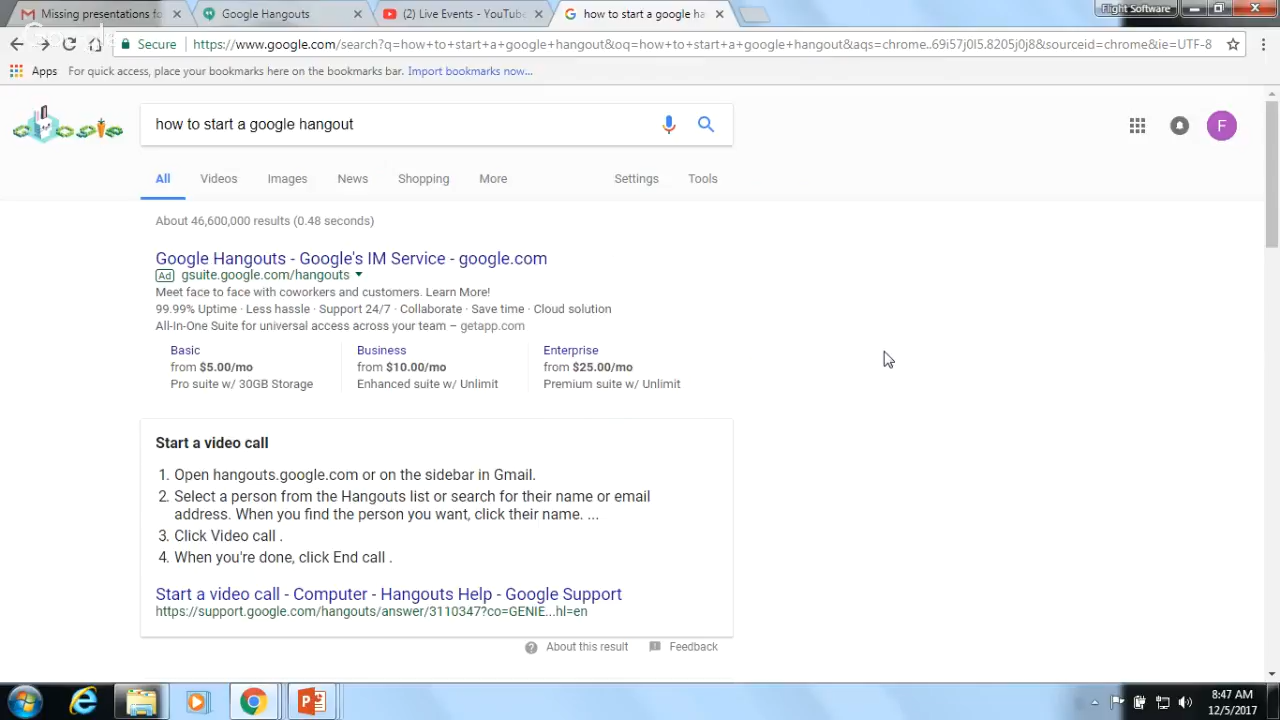 Missing presentations fo
Google Hangouts
(2) Live Events - YouTube
how to start a google ha
Flight Software
Secure
https://www.google.com/search?q=how+to+start+a+google+hangout&oq=how+to+start+a+google+hangout&aqs=chrome..69i57j0l5.8205j0j8&sourceid=chrome&ie=UTF-8
Apps
For quick access, place your bookmarks here on the bookmarks bar. Import bookmarks now...
Google
how to start a google hangout
F
All
Videos
Images
News
Shopping
More
Settings
Tools
About 46,600,000 results (0.48 seconds)
Google Hangouts - Google's IM Service - google.com
Ad gsuite.google.com/hangouts
Meet face to face with coworkers and customers. Learn More!
99.99% Uptime · Less hassle · Support 24/7 · Collaborate · Save time · Cloud solution
All-In-One Suite for universal access across your team – getapp.com
Basic
from $5.00/mo
Pro suite w/ 30GB Storage
Business
from $10.00/mo
Enhanced suite w/ Unlimit
Enterprise
from $25.00/mo
Premium suite w/ Unlimit
Start a video call
1. Open hangouts.google.com or on the sidebar in Gmail.
2. Select a person from the Hangouts list or search for their name or email
address. When you find the person you want, click their name. ...
3. Click Video call .
4. When you're done, click End call .
Start a video call - Computer - Hangouts Help - Google Support
https://support.google.com/hangouts/answer/3110347?co=GENIE...hl=en
About this result
Feedback
8:47 AM
12/5/2017